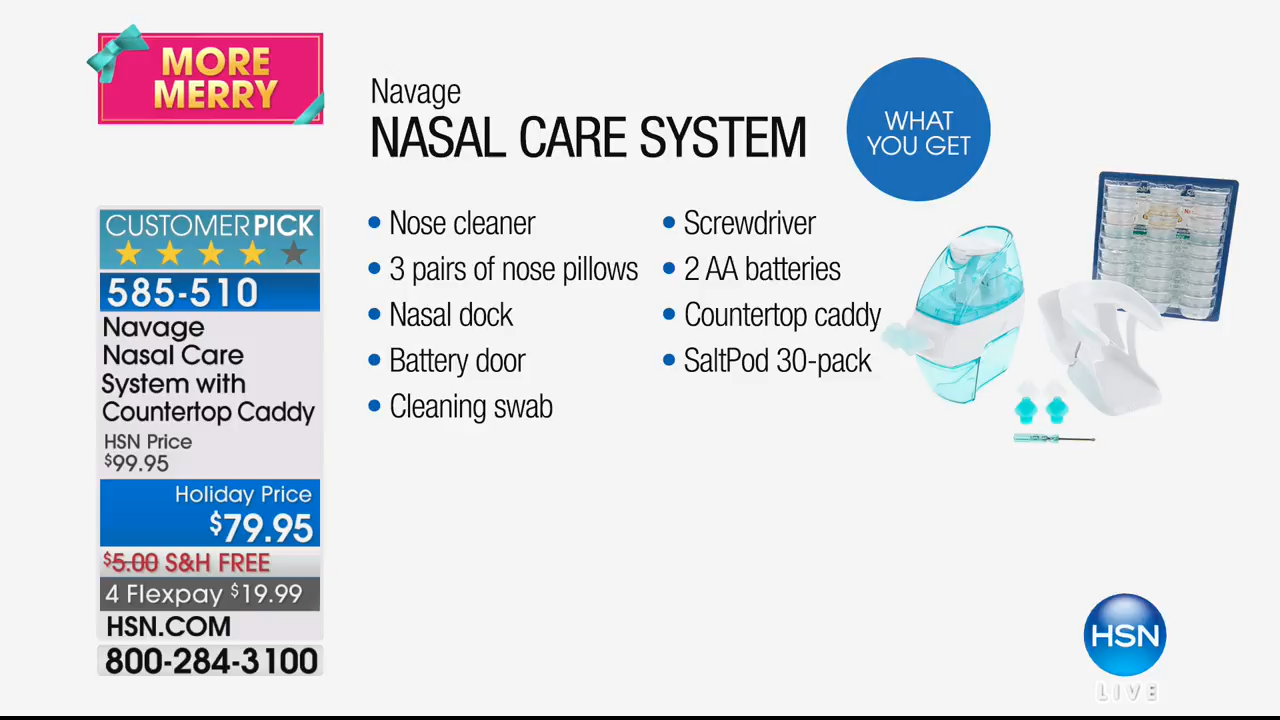 MORE
MERRY
Navage
NASAL CARE SYSTEM
WHAT
YOU GET
• Nose cleaner
• 3 pairs of nose pillows
• Nasal dock
• Battery door
• Cleaning swab
• Screwdriver
• 2 AA batteries
• Countertop caddy
• SaltPod 30-pack
CUSTOMER PICK
585-510
Navage
Nasal Care
System with
Countertop Caddy
HSN Price
$99.95
Holiday Price
$79.95
$5.00 S&H FREE
4 Flexpay $19.99
HSN.COM
800-284-3100
HSN
LIVE